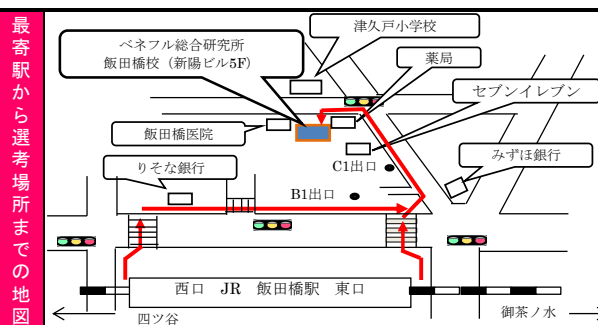 最寄駅から選考場所までの地図
津久戸小学校
ベネフル総合研究所
飯田橋校（新陽ビル5F）
薬局
セブンイレブン
飯田橋医院
みずほ銀行
C1出口
りそな銀行
B1出口
西口 JR 飯田橋駅 東口
四ツ谷
御茶ノ水